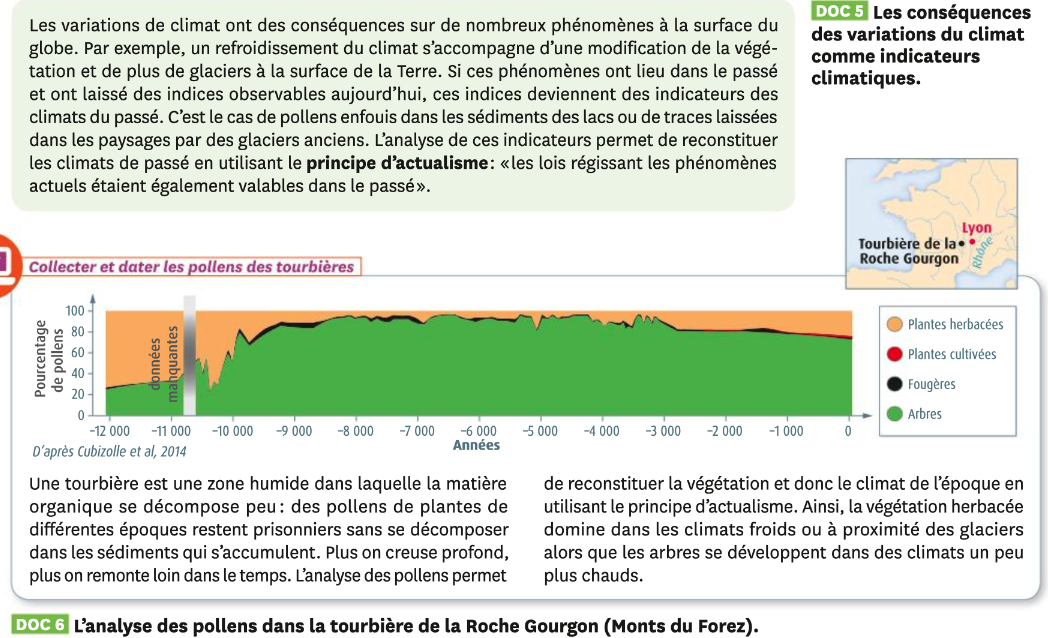 Les variations de climat ont des conséquences sur de nombreux phénomènes à la surface du
globe. Par exemple, un refroidissement du climat s'accompagne d'une modification de la végé-
tation et de plus de glaciers à la surface de la Terre. Si ces phénomènes ont lieu dans le passé
et ont laissé des indices observables aujourd'hui, ces indices deviennent des indicateurs des
climats du passé. C'est le cas de pollens enfouis dans les sédiments des lacs ou de traces laissées
dans les paysages par des glaciers anciens. L'analyse de ces indicateurs permet de reconstituer
les climats de passé en utilisant le principe d'actualisme : «les lois régissant les phénomènes
actuels étaient également valables dans le passé».
DOC 5 Les conséquences
des variations du climat
comme indicateurs
climatiques.
Lyon
Tourbière de la
Roche Gourgon
Rhône
Collecter et dater les pollens des tourbières
Pourcentage
de pollens
100
80
60
40
20
0
données
manquantes
-12 000 -11 000 -10 000 -9 000 -8 000 -7 000 -6 000 -5 000 -4 000 -3 000 -2 000 -1 000 0
Années
Plantes herbacées
Plantes cultivées
Fougères
Arbres
D'après Cubizolle et al, 2014
Une tourbière est une zone humide dans laquelle la matière
organique se décompose peu : des pollens de plantes de
différentes époques restent prisonniers sans se décomposer
dans les sédiments qui s'accumulent. Plus on creuse profond,
plus on remonte loin dans le temps. L'analyse des pollens permet
de reconstituer la végétation et donc le climat de l'époque en
utilisant le principe d'actualisme. Ainsi, la végétation herbacée
domine dans les climats froids ou à proximité des glaciers
alors que les arbres se développent dans des climats un peu
plus chauds.
DOC 6 L'analyse des pollens dans la tourbière de la Roche Gourgon (Monts du Forez).